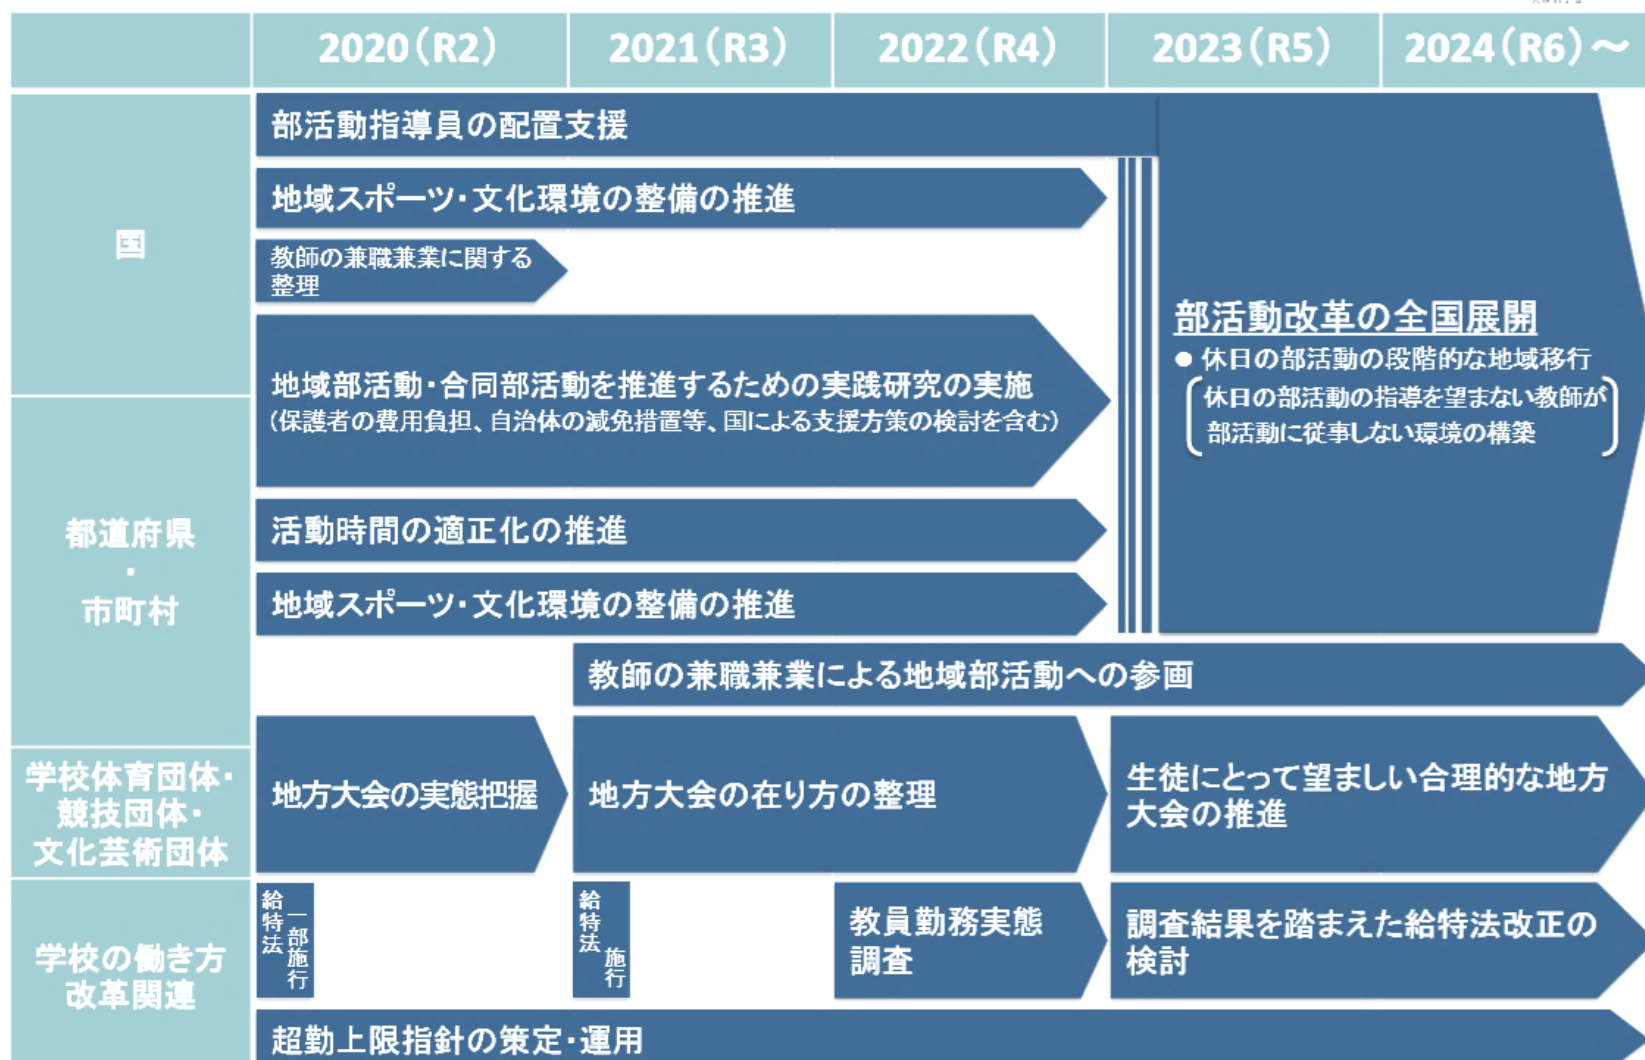 2020(R2)
2021(R3)
2022(R4)
2023(R5)
2024(R6)～
国
部活動指導員の配置支援
地域スポーツ・文化環境の整備の推進
教師の兼職兼業に関する
整理
地域部活動・合同部活動を推進するための実践研究の実施
(保護者の費用負担、自治体の減免措置等、国による支援方策の検討を含む)
部活動改革の全国展開
● 休日の部活動の段階的な地域移行
休日の部活動の指導を望まない教師が
部活動に従事しない環境の構築
都道府県
・
市町村
活動時間の適正化の推進
地域スポーツ・文化環境の整備の推進
教師の兼職兼業による地域部活動への参画
学校体育団体・
競技団体・
文化芸術団体
地方大会の実態把握
地方大会の在り方の整理
生徒にとって望ましい合理的な地方
大会の推進
学校の働き方
改革関連
給特法
一部施行
給特法
施行
教員勤務実態
調査
調査結果を踏まえた給特法改正の
検討
超勤上限指針の策定・運用